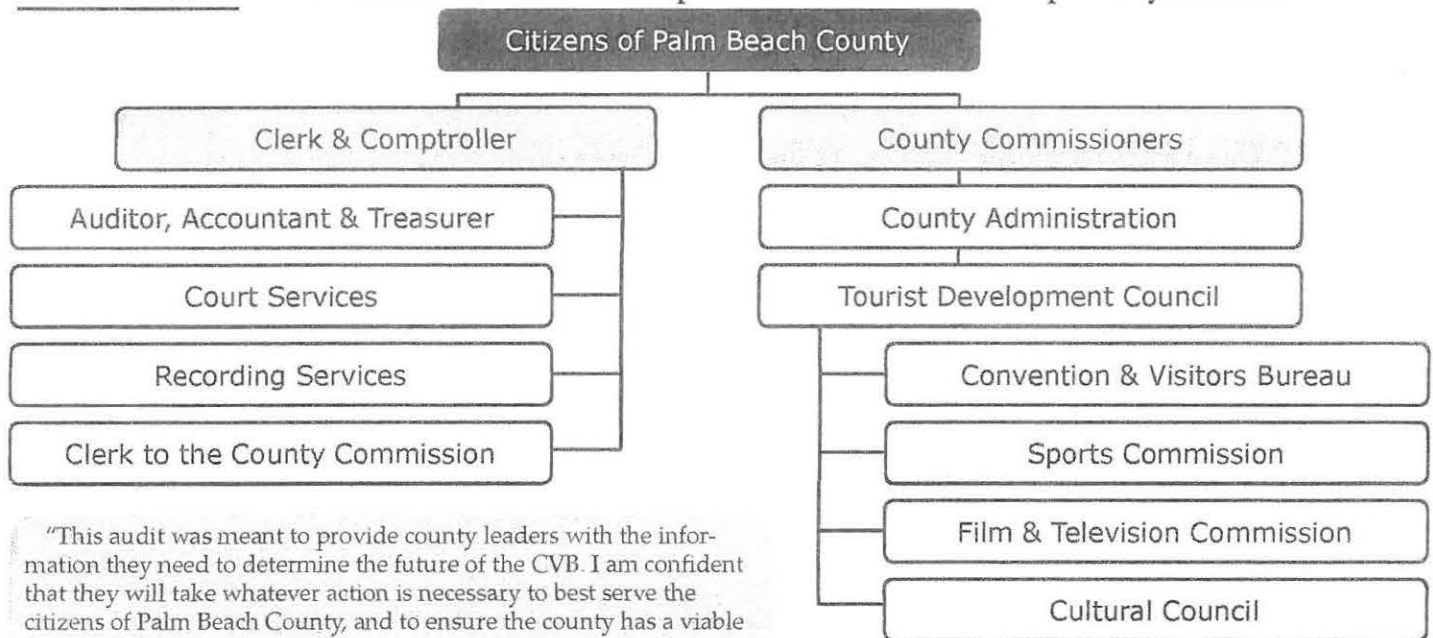 Citizens of Palm Beach County
Clerk & Comptroller
Auditor, Accountant & Treasurer
Court Services
Recording Services
Clerk to the County Commission
County Commissioners
County Administration
Tourist Development Council
Convention & Visitors Bureau
Sports Commission
Film & Television Commission
Cultural Council
"This audit was meant to provide county leaders with the infor-
mation they need to determine the future of the CVB. I am confident
that they will take whatever action is necessary to best serve the
citizens of Palm Beach County, and to ensure the county has a viable